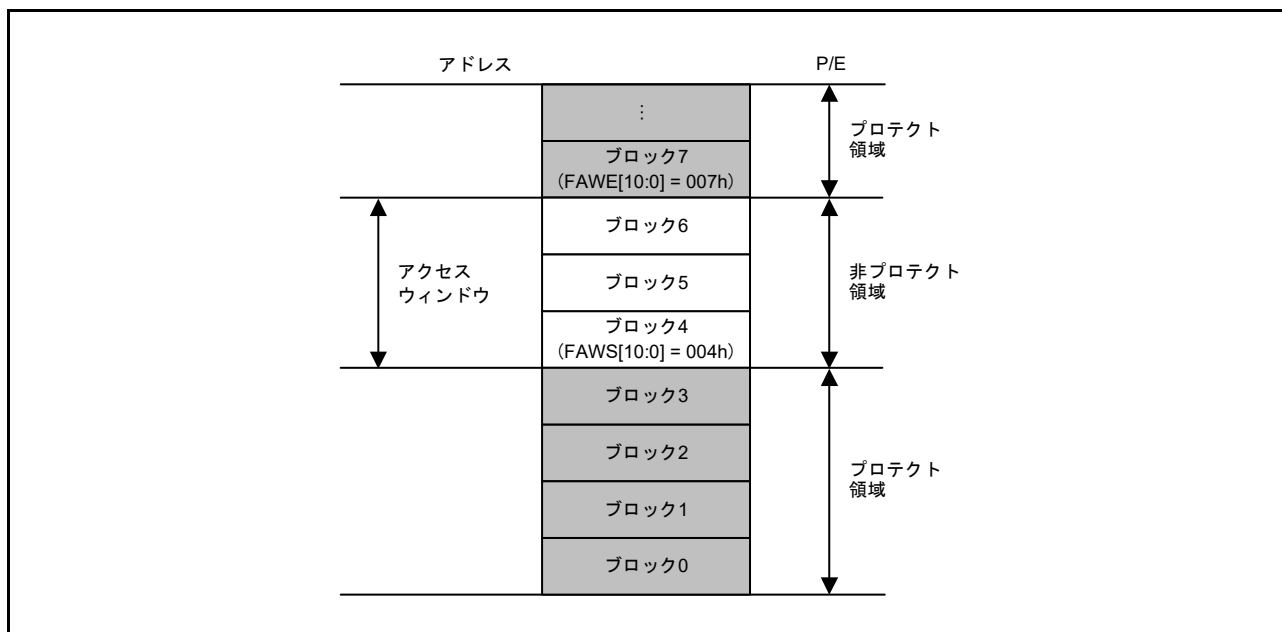 アドレス
P/E
⋮
プロテクト
領域
ブロック7
(FAWE[10:0] = 007h)
ブロック6
アクセス
ウィンドウ
ブロック5
非プロテクト
領域
ブロック4
(FAWS[10:0] = 004h)
ブロック3
ブロック2
プロテクト
領域
ブロック1
ブロック0